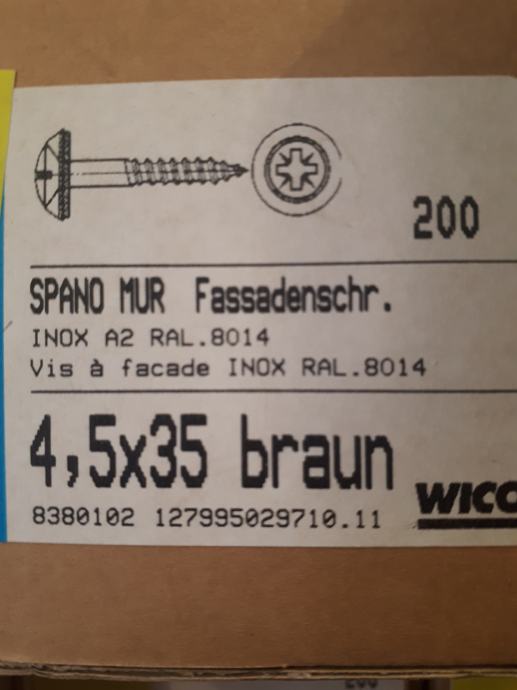 200
SPANO MUR Fassadenschr.
INOX A2 RAL.8014
Vis à facade INOX RAL.8014
4,5x35 braun
WICO
8380102 127995029710.11